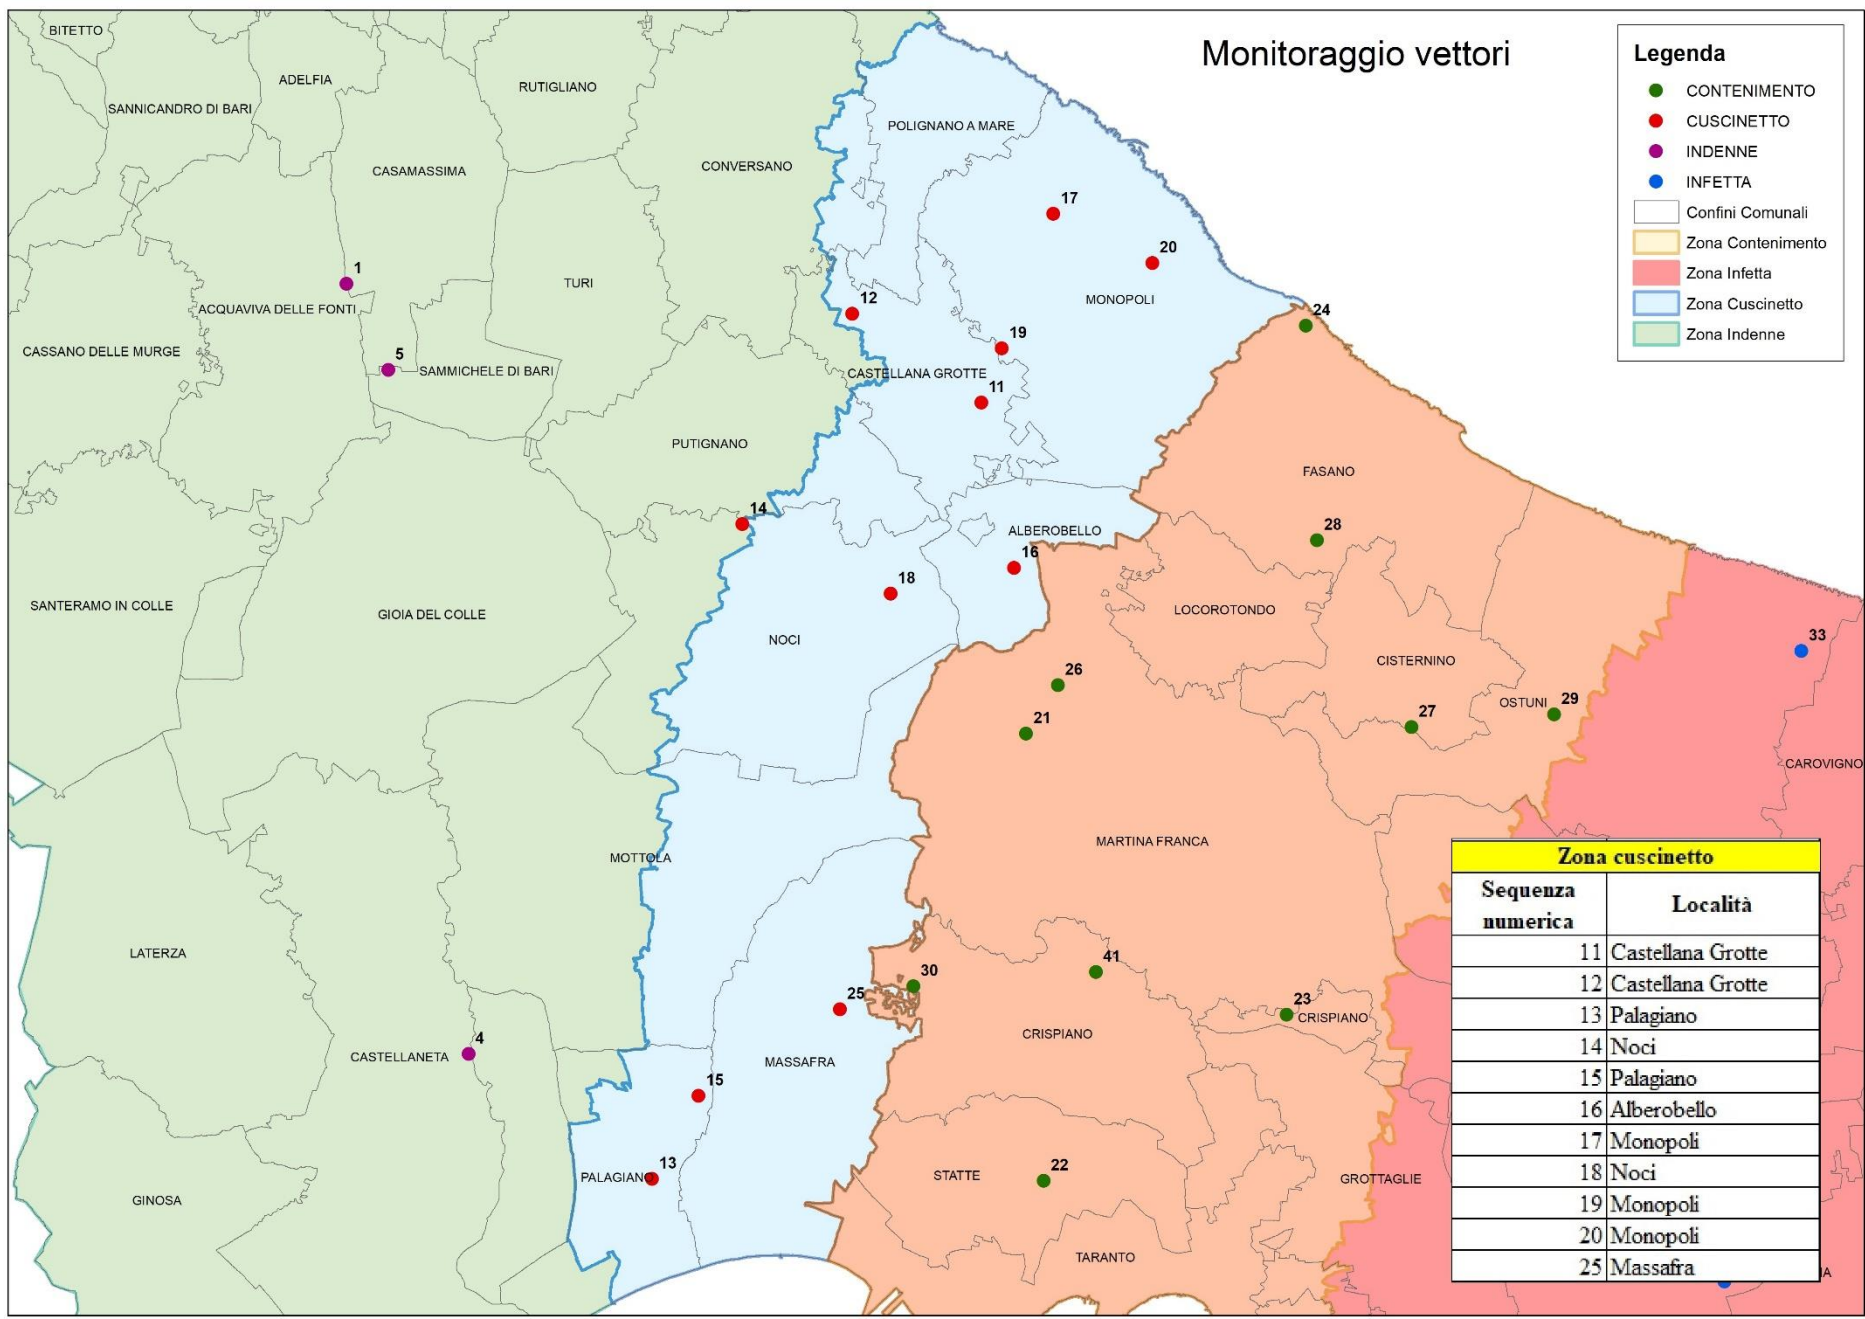 Monitoraggio vettori
Legenda
CONTENIMENTO
CUSCINETTO
INDENNE
INFETTA
Confini Comunali
Zona Contenimento
Zona Infetta
Zona Cuscinetto
Zona Indenne
BITETTO
ADELFIA
RUTIGLIANO
SANNICANDRO DI BARI
POLIGNANO A MARE
CASAMASSIMA
CONVERSANO
17
20
1
TURI
MONOPOLI
12
ACQUAVIVA DELLE FONTI
24
19
CASSANO DELLE MURGE
5
SAMMICHELE DI BARI
CASTELLANA GROTTE
11
PUTIGNANO
FASANO
14
ALBEROBELLO
28
16
18
SANTERAMO IN COLLE
GIOIA DEL COLLE
LOCOROTONDO
NOCI
33
CISTERNINO
26
OSTUNI
29
21
27
CAROVIGNO
MARTINA FRANCA
MOTTOLA
LATERZA
41
30
25
23
CRISPIANO
CRISPIANO
4
CASTELLANETA
MASSAFRA
15
13
PALAGIANO
STATTE
22
GROTTAGLIE
GINOSA
TARANTO
Zona cuscinetto
Sequenza numerica Località
11 Castellana Grotte
12 Castellana Grotte
13 Palagiano
14 Noci
15 Palagiano
16 Alberobello
17 Monopoli
18 Noci
19 Monopoli
20 Monopoli
25 Massafra